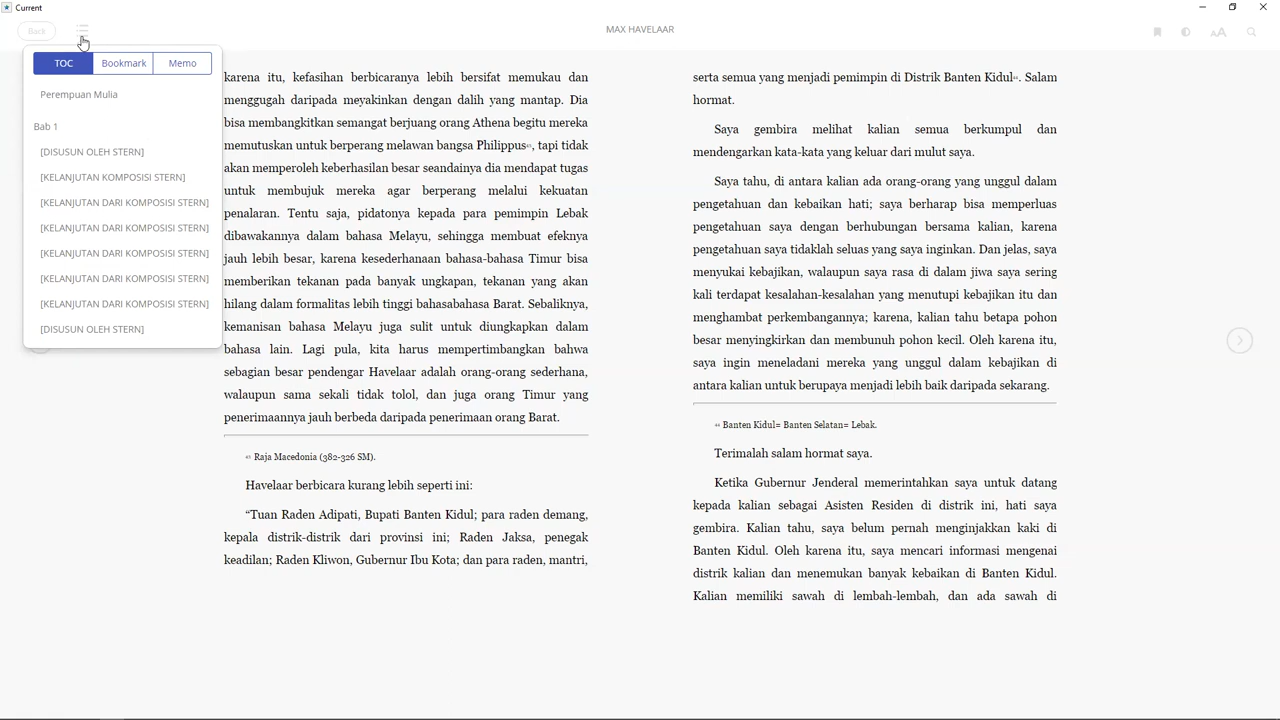 Current
Back
MAX HAVELAAR
AA
TOC Bookmark Memo
Perempuan Mulia
Bab 1
[DISUSUN OLEH STERN]
[KELANJUTAN KOMPOSISI STERN]
[KELANJUTAN DARI KOMPOSISI STERN]
[KELANJUTAN DARI KOMPOSISI STERN]
[KELANJUTAN DARI KOMPOSISI STERN]
[KELANJUTAN DARI KOMPOSISI STERN]
[KELANJUTAN DARI KOMPOSISI STERN]
[DISUSUN OLEH STERN]
karena itu, kefasihan berbicaranya lebih bersifat memukau dan
menggugah daripada meyakinkan dengan dalih yang mantap. Dia
bisa membangkitkan semangat berjuang orang Athena begitu mereka
memutuskan untuk berperang melawan bangsa Philippus⁴³, tapi tidak
akan memperoleh keberhasilan besar seandainya dia mendapat tugas
untuk membujuk mereka agar berperang melalui kekuatan
penalaran. Tentu saja, pidatonya kepada para pemimpin Lebak
dibawakannya dalam bahasa Melayu, sehingga membuat efeknya
jauh lebih besar, karena kesederhanaan bahasa-bahasa Timur bisa
memberikan tekanan pada banyak ungkapan, tekanan yang akan
hilang dalam formalitas lebih tinggi bahasabahasa Barat. Sebaliknya,
kemanisan bahasa Melayu juga sulit untuk diungkapkan dalam
bahasa lain. Lagi pula, kita harus mempertimbangkan bahwa
sebagian besar pendengar Havelaar adalah orang-orang sederhana,
walaupun sama sekali tidak tolol, dan juga orang Timur yang
penerimaannya jauh berbeda daripada penerimaan orang Barat.
⁴³ Raja Macedonia (382-326 SM).
Havelaar berbicara kurang lebih seperti ini:
“Tuan Raden Adipati, Bupati Banten Kidul; para raden demang,
kepala distrik-distrik dari provinsi ini; Raden Jaksa, penegak
keadilan; Raden Kliwon, Gubernur Ibu Kota; dan para raden, mantri,
serta semua yang menjadi pemimpin di Distrik Banten Kidul⁴⁴. Salam
hormat.
Saya gembira melihat kalian semua berkumpul dan
mendengarkan kata-kata yang keluar dari mulut saya.
Saya tahu, di antara kalian ada orang-orang yang unggul dalam
pengetahuan dan kebaikan hati; saya berharap bisa memperluas
pengetahuan saya dengan berhubungan bersama kalian, karena
pengetahuan saya tidaklah seluas yang saya inginkan. Dan jelas, saya
menyukai kebajikan, walaupun saya rasa di dalam jiwa saya sering
kali terdapat kesalahan-kesalahan yang menutupi kebajikan itu dan
menghambat perkembangannya; karena, kalian tahu betapa pohon
besar menyingkirkan dan membunuh pohon kecil. Oleh karena itu,
saya ingin meneladani mereka yang unggul dalam kebajikan di
antara kalian untuk berupaya menjadi lebih baik daripada sekarang.
⁴⁴ Banten Kidul= Banten Selatan= Lebak.
Terimalah salam hormat saya.
Ketika Gubernur Jenderal memerintahkan saya untuk datang
kepada kalian sebagai Asisten Residen di distrik ini, hati saya
gembira. Kalian tahu, saya belum pernah menginjakkan kaki di
Banten Kidul. Oleh karena itu, saya mencari informasi mengenai
distrik kalian dan menemukan banyak kebaikan di Banten Kidul.
Kalian memiliki sawah di lembah-lembah, dan ada sawah di